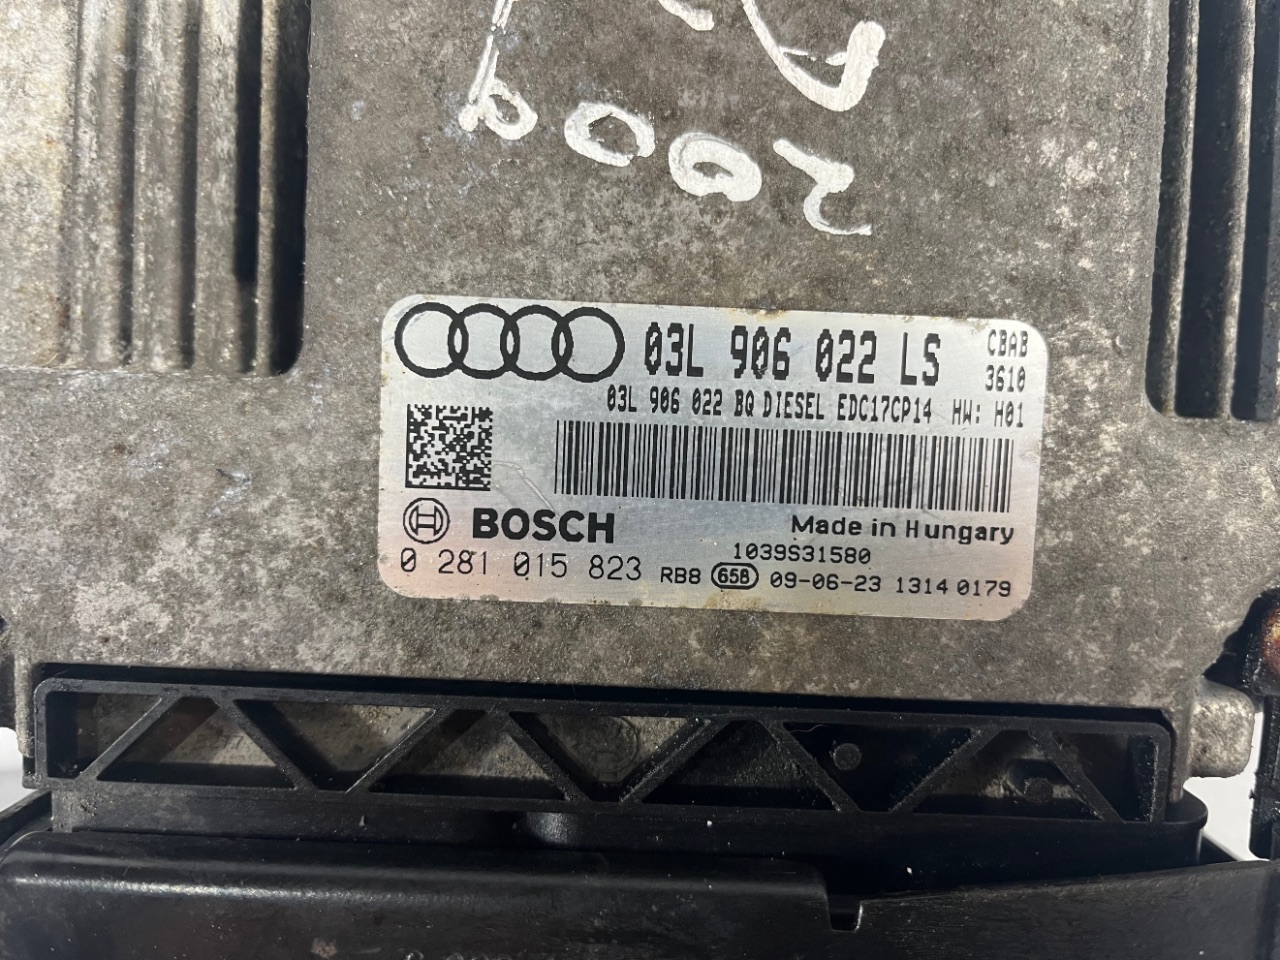 2009
03L 906 022 LS
CBAB
3610
03L 906 022 BQ DIESEL EDC17CP14 HW: H01
BOSCH
Made in Hungary
1039S31580
0 281 015 823
RB8 658 09-06-23 1314 0179